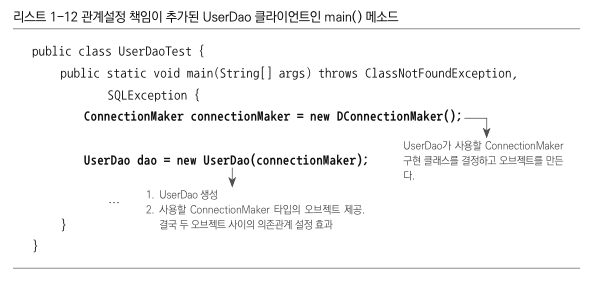 리스트 1-12 관계설정 책임이 추가된 UserDao 클라이언트인 main() 메소드
public class UserDaoTest {
public static void main(String[] args) throws ClassNotFoundException,
SQLException {
ConnectionMaker connectionMaker = new DConnectionMaker();
UserDao가 사용할 ConnectionMaker
구현 클래스를 결정하고 오브젝트를 만든
다.
UserDao dao = new UserDao(connectionMaker);
1. UserDao 생성
2. 사용할 ConnectionMaker 타입의 오브젝트 제공.
결국 두 오브젝트 사이의 의존관계 설정 효과
...
}
}